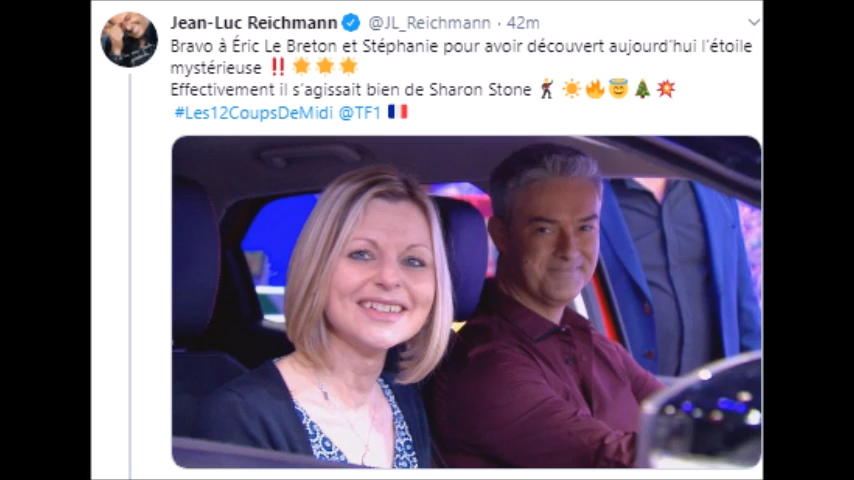 Jean-Luc Reichmann @JL_Reichmann · 42m
Bravo à Éric Le Breton et Stéphanie pour avoir découvert aujourd'hui l'étoile
mystérieuse ‼️ 🌟 🌟 🌟
Effectivement il s'agissait bien de Sharon Stone 💃 ☀️ 🔥 😇 🌲 💥
#Les12CoupsDeMidi @TF1 🇫🇷